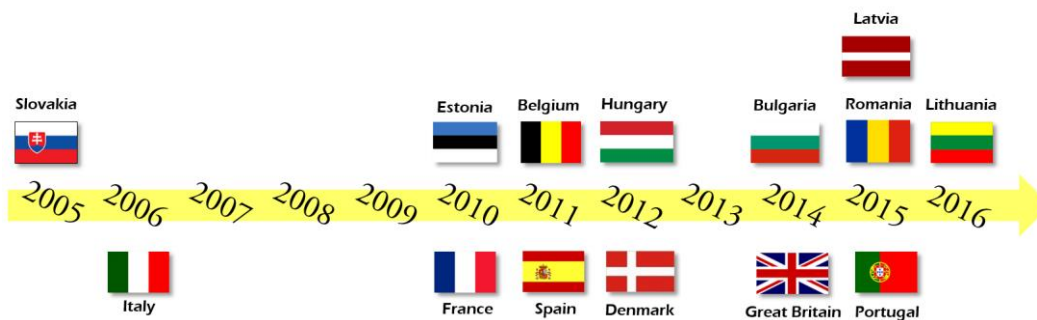 Latvia
Slovakia Estonia Belgium Hungary Bulgaria Romania Lithuania
2005 2006 2007 2008 2009 2010 2011 2012 2013 2014 2015 2016
Italy France Spain Denmark Great Britain Portugal